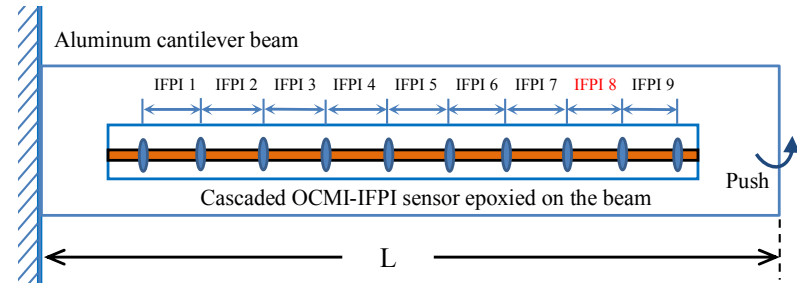 Aluminum cantilever beam
IFPI 1 IFPI 2 IFPI 3 IFPI 4 IFPI 5 IFPI 6 IFPI 7 IFPI 8 IFPI 9
Push
Cascaded OCMI-IFPI sensor epoxied on the beam
L